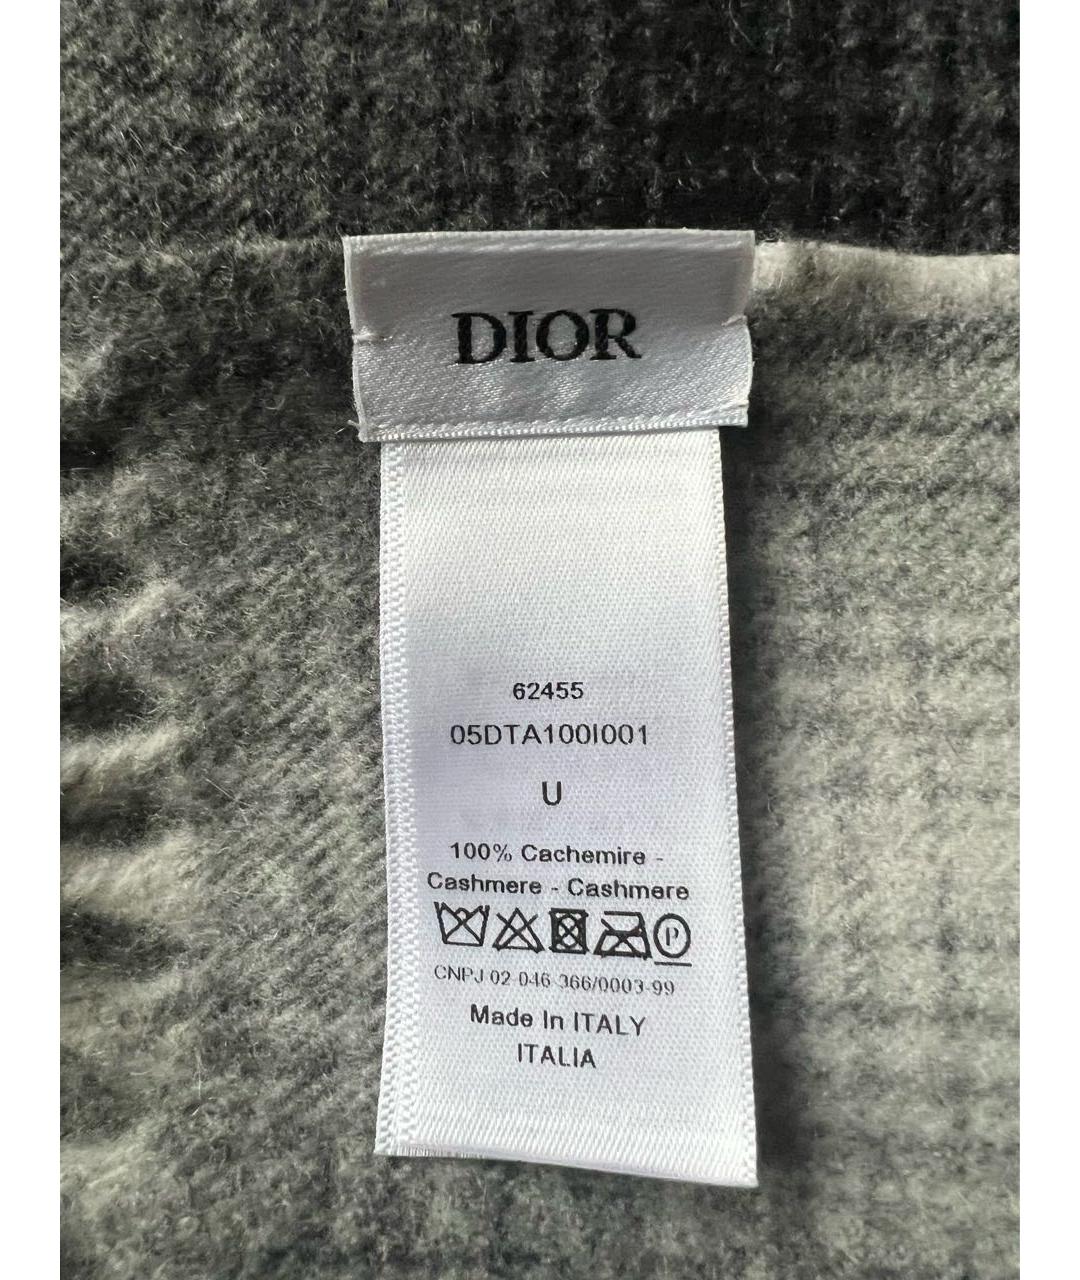 DIOR
62455
05DTA100I001
U
100% Cachemire -
Cashmere - Cashmere
P
CNPJ 02-046-366/0003-99
Made In ITALY
ITALIA